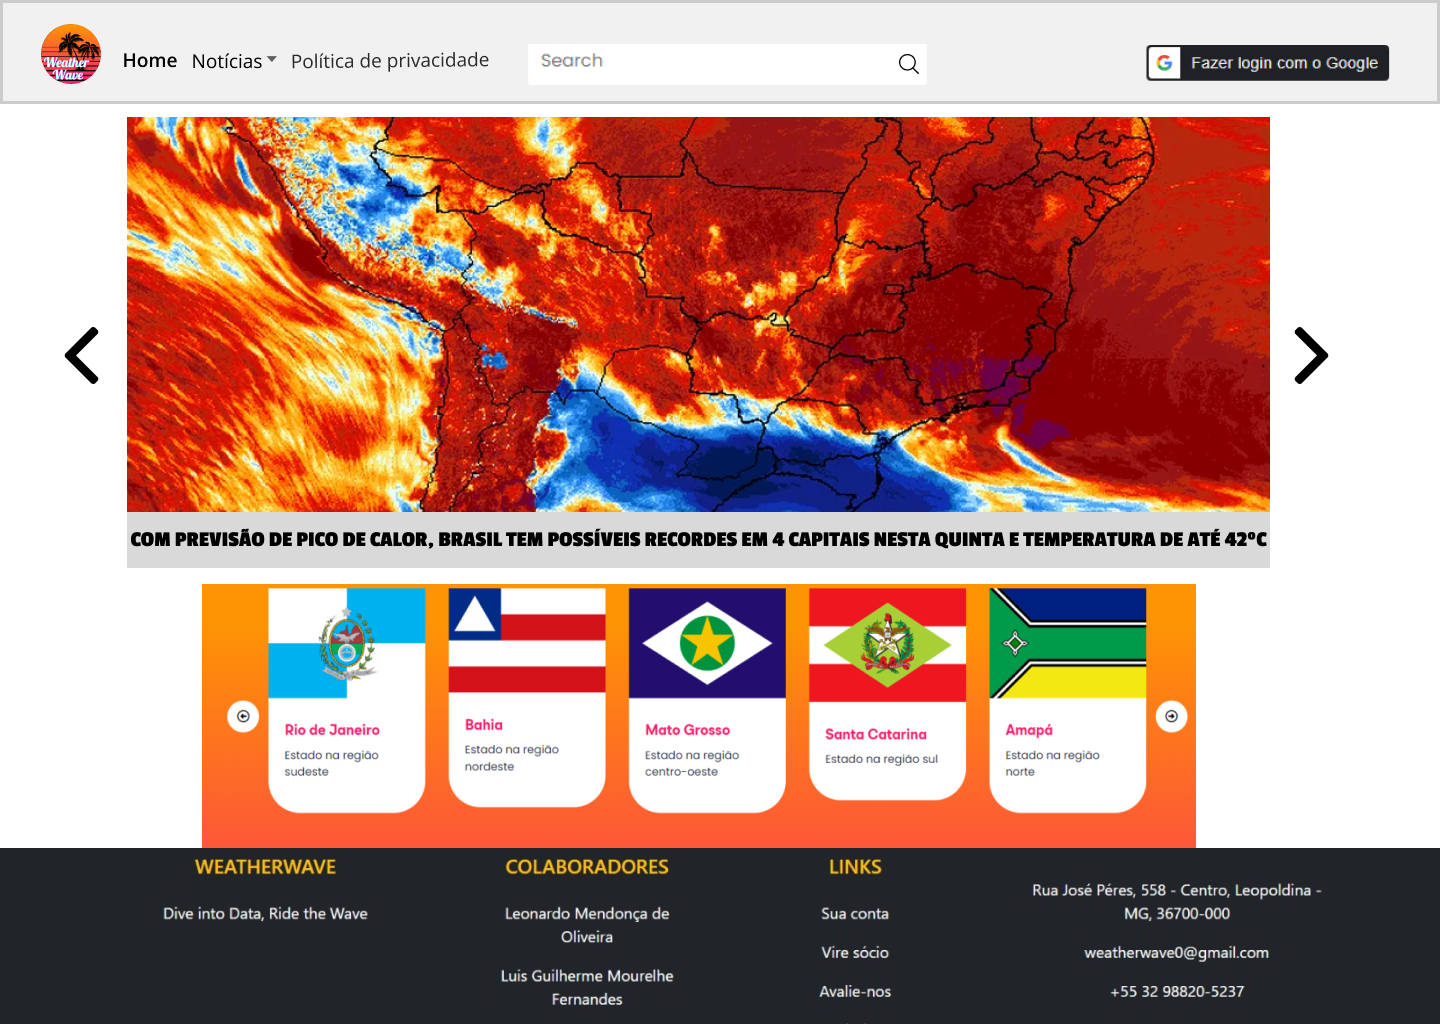 Weather
Wave
Home
Notícias
Política de privacidade
Search
G
Fazer login com o Google
COM PREVISÃO DE PICO DE CALOR, BRASIL TEM POSSÍVEIS RECORDES EM 4 CAPITAIS NESTA QUINTA E TEMPERATURA DE ATÉ 42ºC
Rio de Janeiro
Estado na região
sudeste
Bahia
Estado na região
nordeste
Mato Grosso
Estado na região
centro-oeste
Santa Catarina
Estado na região sul
Amapá
Estado na região
norte
WEATHERWAVE
Dive into Data, Ride the Wave
COLABORADORES
Leonardo Mendonça de
Oliveira
Luis Guilherme Mourelhe
Fernandes
LINKS
Sua conta
Vire sócio
Avalie-nos
Rua José Péres, 558 - Centro, Leopoldina -
MG, 36700-000
weatherwave0@gmail.com
+55 32 98820-5237